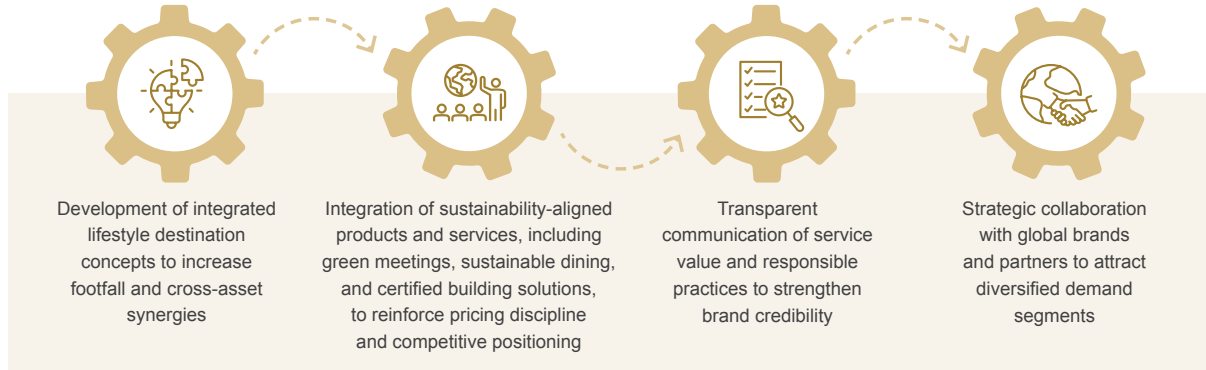 Development of integrated
lifestyle destination
concepts to increase
footfall and cross-asset
synergies
Integration of sustainability-aligned
products and services, including
green meetings, sustainable dining,
and certified building solutions,
to reinforce pricing discipline
and competitive positioning
Transparent
communication of service
value and responsible
practices to strengthen
brand credibility
Strategic collaboration
with global brands
and partners to attract
diversified demand
segments